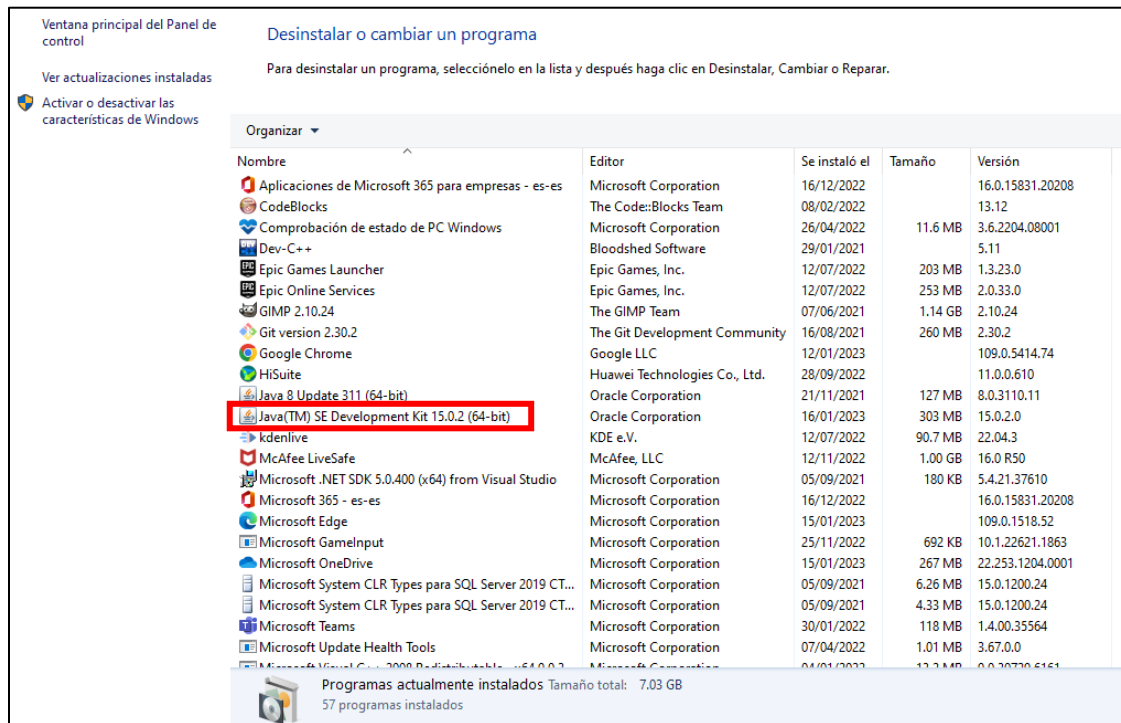 Ventana principal del Panel de
control
Ver actualizaciones instaladas
Activar o desactivar las
características de Windows
Desinstalar o cambiar un programa
Para desinstalar un programa, selecciónelo en la lista y después haga clic en Desinstalar, Cambiar o Reparar.
Organizar
Nombre Editor Se instaló el Tamaño Versión
Aplicaciones de Microsoft 365 para empresas - es-es Microsoft Corporation 16/12/2022 16.0.15831.20208
CodeBlocks The Code::Blocks Team 08/02/2022 13.12
Comprobación de estado de PC Windows Microsoft Corporation 26/04/2022 11.6 MB 3.6.2204.08001
Dev-C++ Bloodshed Software 29/01/2021 5.11
Epic Games Launcher Epic Games, Inc. 12/07/2022 203 MB 1.3.23.0
Epic Online Services Epic Games, Inc. 12/07/2022 253 MB 2.0.33.0
GIMP 2.10.24 The GIMP Team 07/06/2021 1.14 GB 2.10.24
Git version 2.30.2 The Git Development Community 16/08/2021 260 MB 2.30.2
Google Chrome Google LLC 12/01/2023 109.0.5414.74
HiSuite Huawei Technologies Co., Ltd. 28/09/2022 11.0.0.610
Java 8 Update 311 (64-bit) Oracle Corporation 21/11/2021 127 MB 8.0.3110.11
Java(TM) SE Development Kit 15.0.2 (64-bit) Oracle Corporation 16/01/2023 303 MB 15.0.2.0
kdenlive KDE e.V. 12/07/2022 90.7 MB 22.04.3
McAfee LiveSafe McAfee, LLC 12/11/2022 1.00 GB 16.0 R50
Microsoft .NET SDK 5.0.400 (x64) from Visual Studio Microsoft Corporation 05/09/2021 180 KB 5.4.21.37610
Microsoft 365 - es-es Microsoft Corporation 16/12/2022 16.0.15831.20208
Microsoft Edge Microsoft Corporation 15/01/2023 109.0.1518.52
Microsoft GameInput Microsoft Corporation 25/11/2022 692 KB 10.1.22621.1863
Microsoft OneDrive Microsoft Corporation 15/01/2023 267 MB 22.253.1204.0001
Microsoft System CLR Types para SQL Server 2019 CT... Microsoft Corporation 05/09/2021 6.26 MB 15.0.1200.24
Microsoft System CLR Types para SQL Server 2019 CT... Microsoft Corporation 05/09/2021 4.33 MB 15.0.1200.24
Microsoft Teams Microsoft Corporation 30/01/2022 118 MB 1.4.00.35564
Microsoft Update Health Tools Microsoft Corporation 07/04/2022 1.01 MB 3.67.0.0
Programas actualmente instalados Tamaño total: 7.03 GB
57 programas instalados